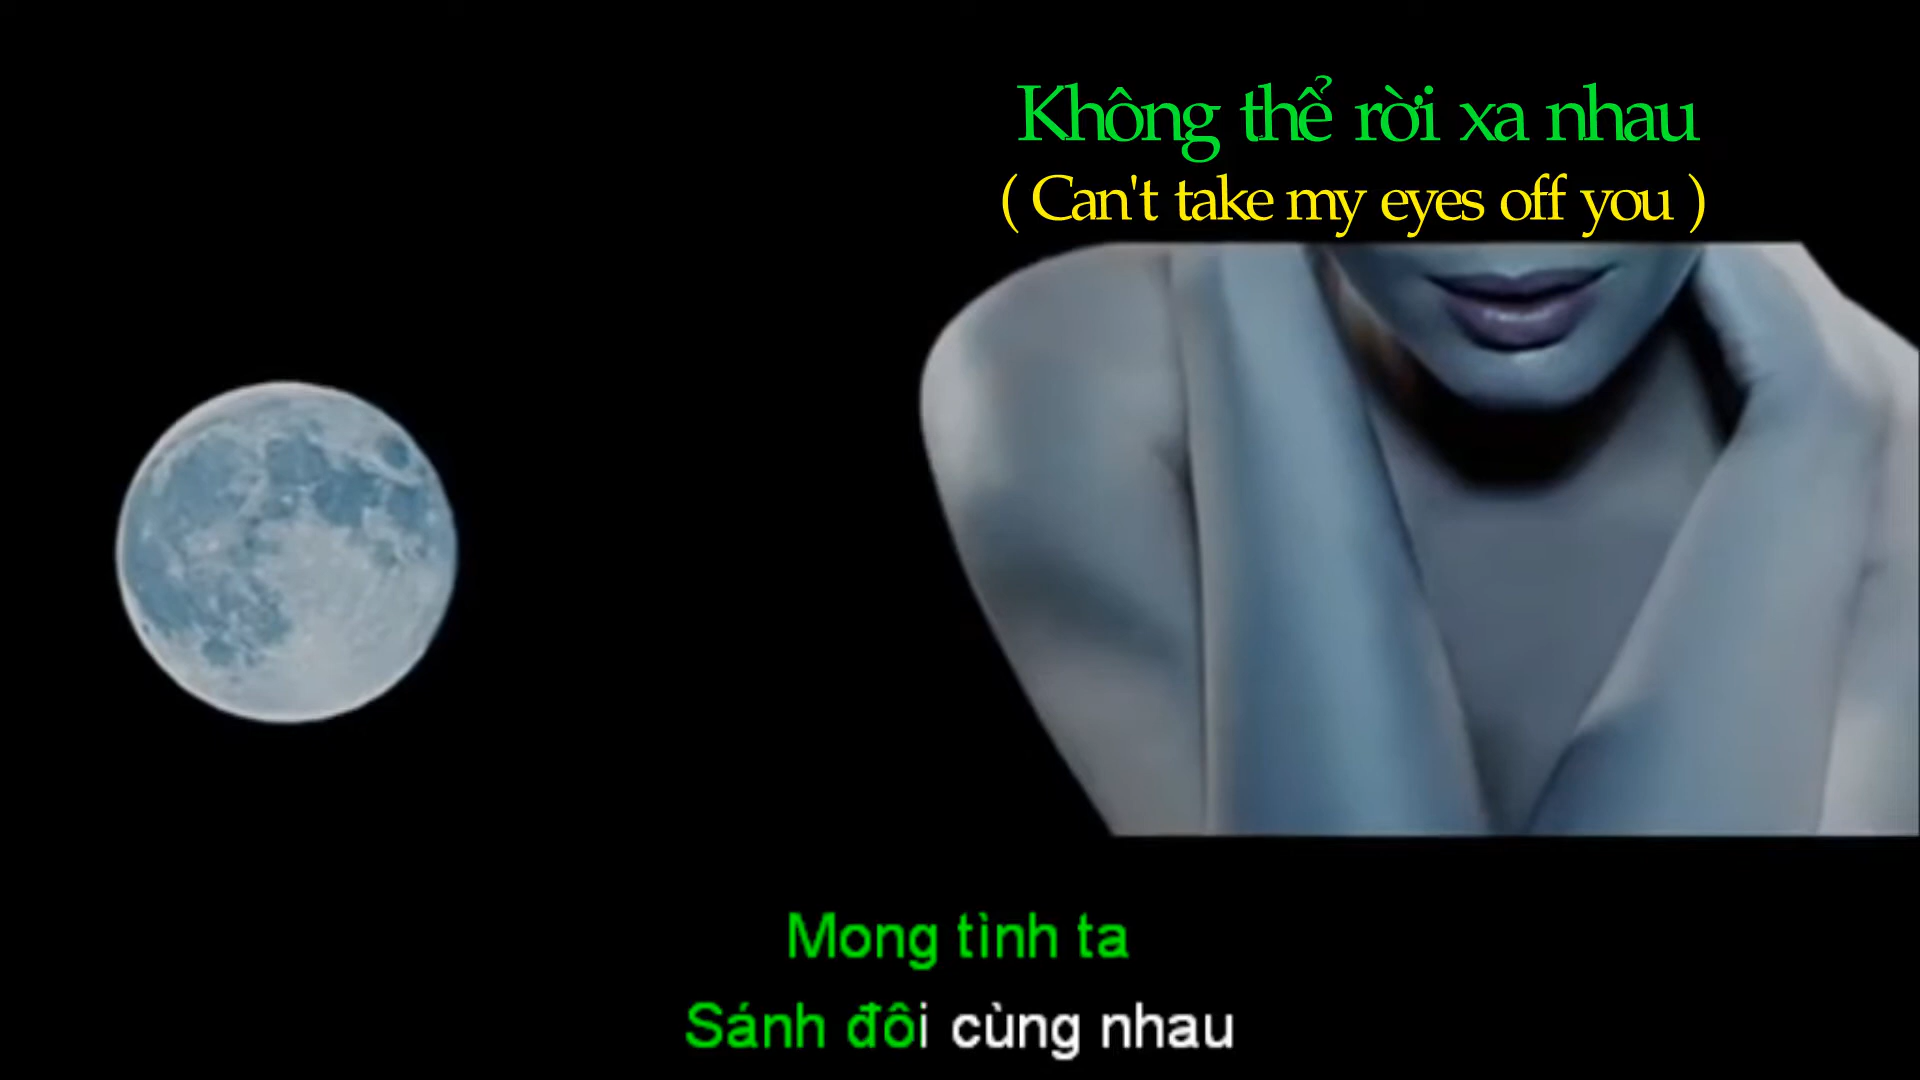 Không thể rời xa nhau
( Can't take my eyes off you )
Mong tình ta
Sánh đôi cùng nhau